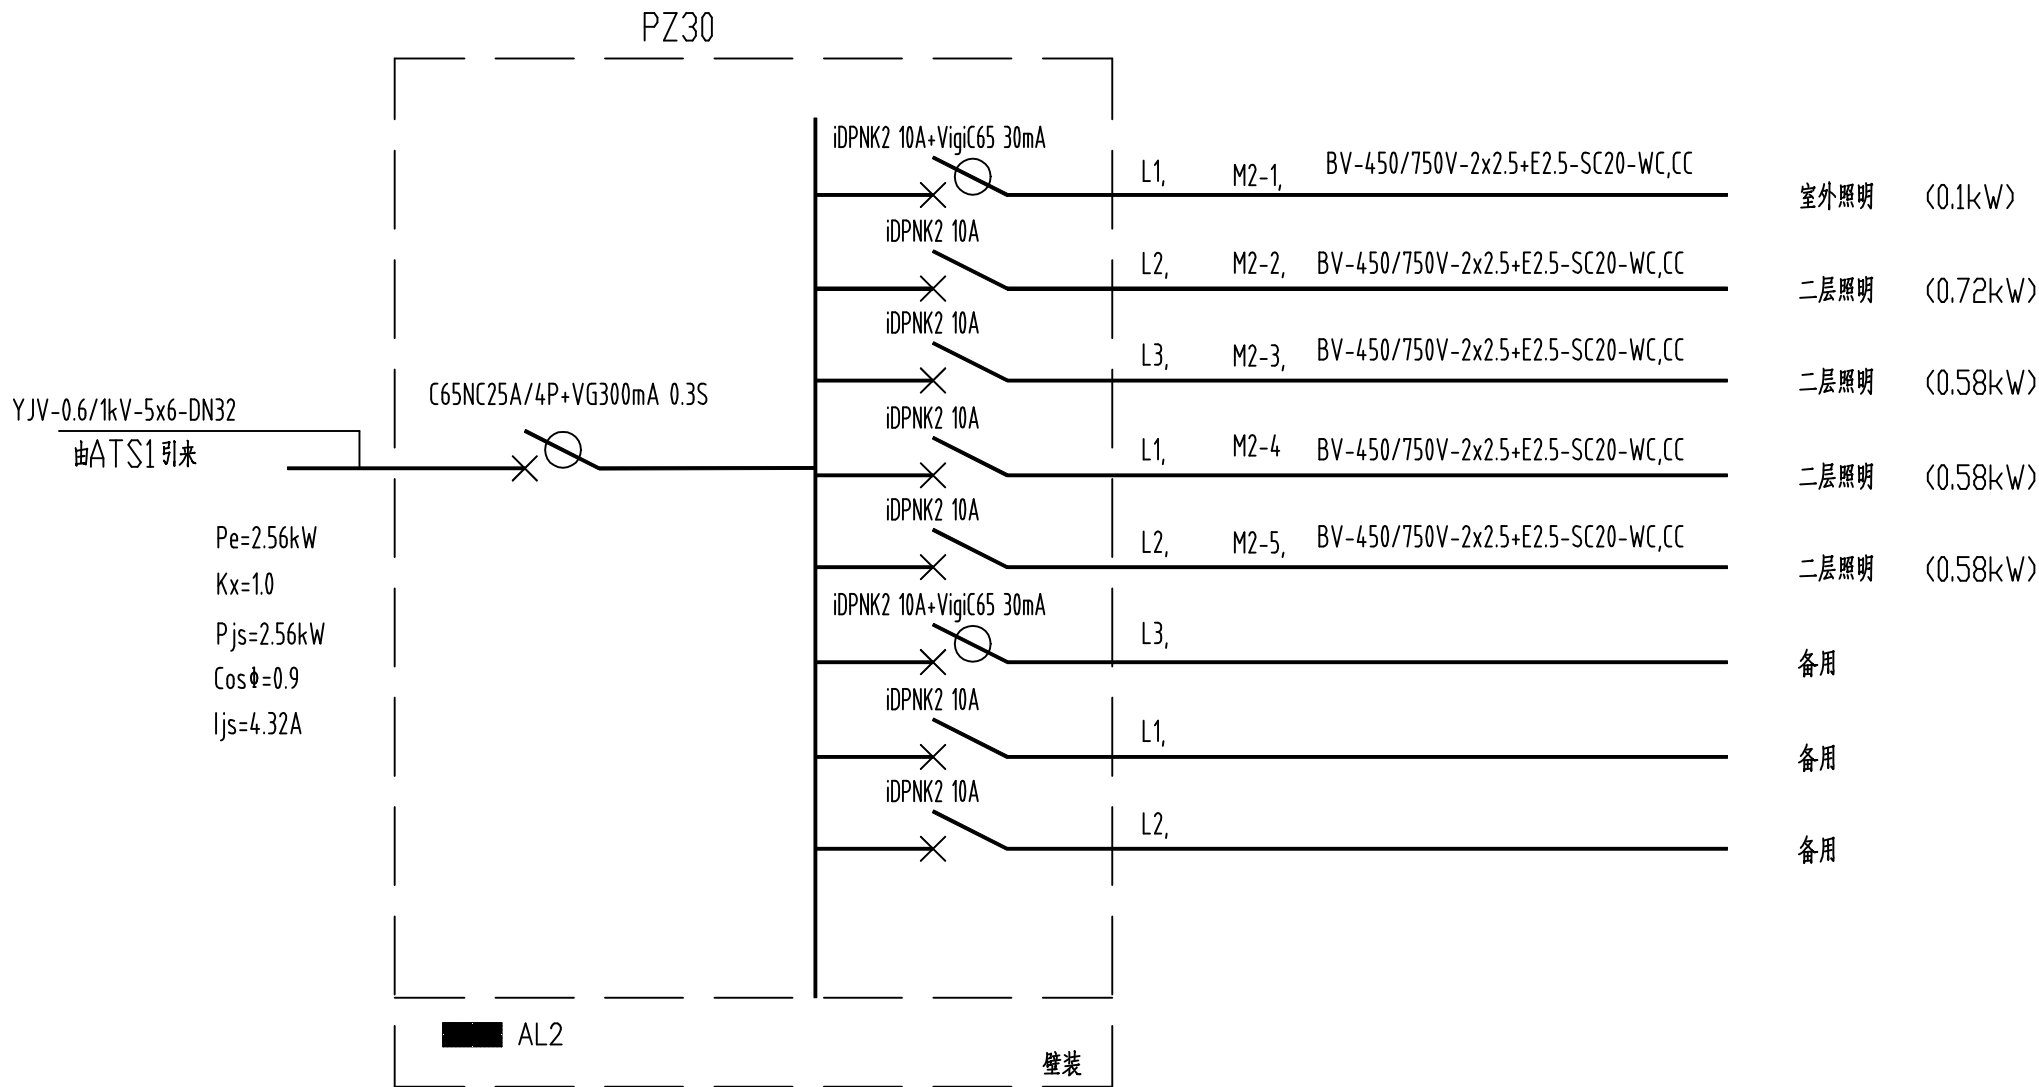 PZ30
iDPNK2 10A+VigiC65 30mA
L1, M2-1, BV-450/750V-2x2.5+E2.5-SC20-WC,CC 室外照明 (0.1kW)
iDPNK2 10A
L2, M2-2, BV-450/750V-2x2.5+E2.5-SC20-WC,CC 二层照明 (0.72kW)
iDPNK2 10A
L3, M2-3, BV-450/750V-2x2.5+E2.5-SC20-WC,CC 二层照明 (0.58kW)
YJV-0.6/1kV-5x6-DN32
由ATS1引来
C65NC25A/4P+VG300mA 0.3S
iDPNK2 10A
L1, M2-4 BV-450/750V-2x2.5+E2.5-SC20-WC,CC 二层照明 (0.58kW)
iDPNK2 10A
L2, M2-5, BV-450/750V-2x2.5+E2.5-SC20-WC,CC 二层照明 (0.58kW)
Pe=2.56kW
Kx=1.0
Pjs=2.56kW
CosΦ=0.9
Ijs=4.32A
iDPNK2 10A+VigiC65 30mA
L3, 备用
iDPNK2 10A
L1, 备用
iDPNK2 10A
L2, 备用
AL2
壁装